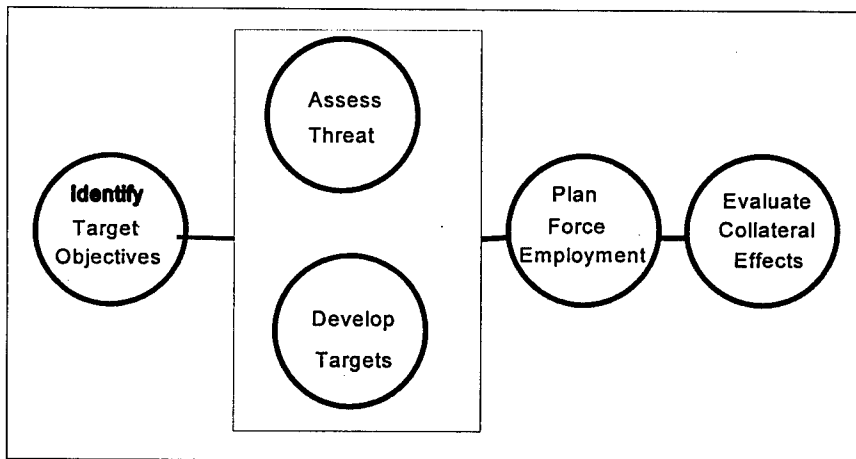 Identify
Target
Objectives
Assess
Threat
Develop
Targets
Plan
Force
Employment
Evaluate
Collateral
Effects